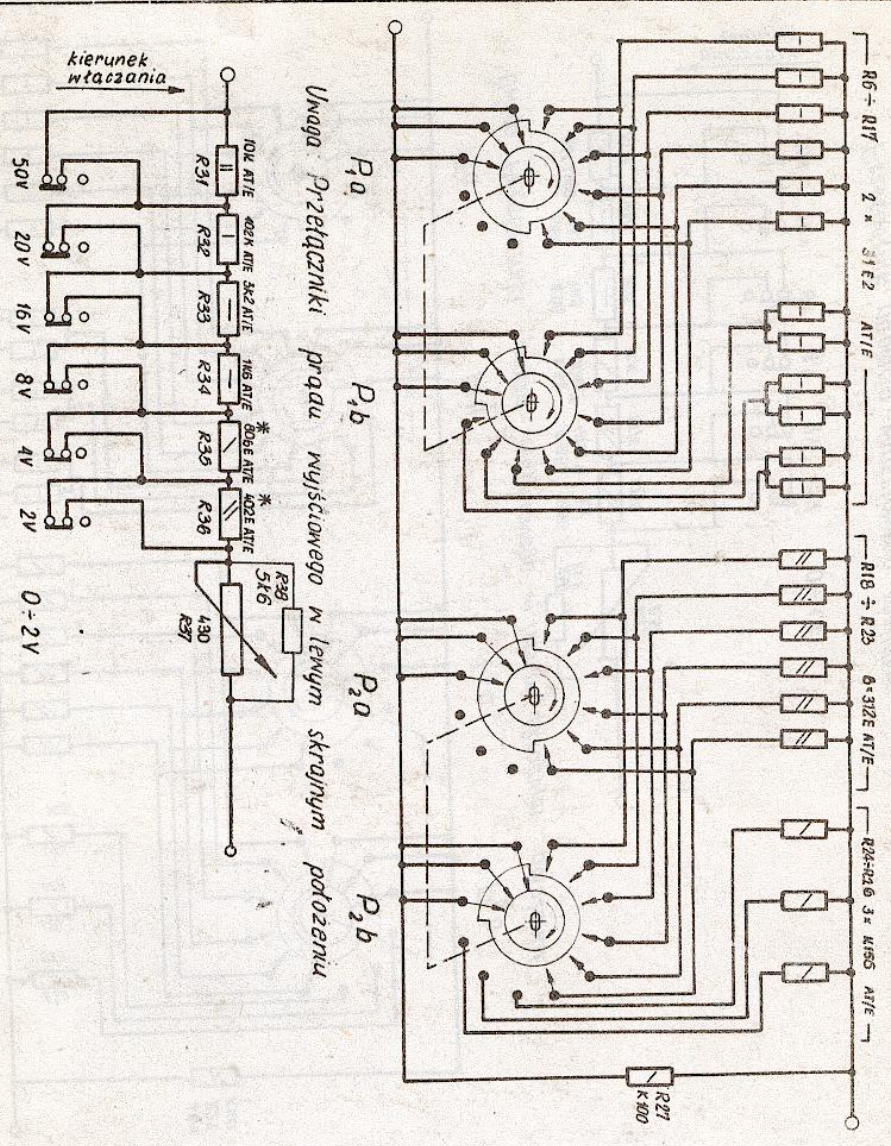 R6 ÷ R17 2 × 51E2 AT/E
R18 ÷ R23 6×312E AT/E
R24÷R26 3× K156 AT/E
R27
K100
P₁a
P₁b
P₂a
P₂b
Uwaga: Przełączniki prądu wyjściowego w lewym skrajnym położeniu
kierunek
włączania
10k AT/E
R31
402K AT/E
R32
3k2 AT/E
R33
1K6 AT/E
R34
* 806E AT/E
R35
* 402E AT/E
R36
R38
5k6
430
R37
50V
20V
16V
8V
4V
2V
0÷2V